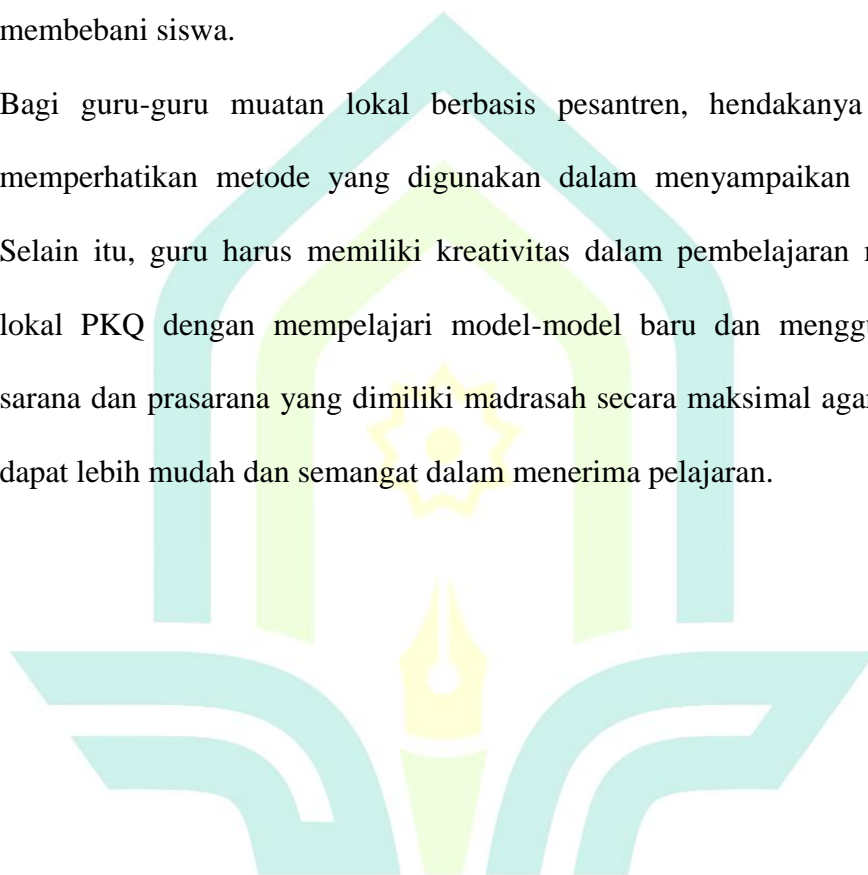 membebani siswa.
Bagi guru-guru muatan lokal berbasis pesantren, hendakanya
memperhatikan metode yang digunakan dalam menyampaikan
Selain itu, guru harus memiliki kreativitas dalam pembelajaran
lokal PKQ dengan mempelajari model-model baru dan
sarana dan prasarana yang dimiliki madrasah secara maksimal
dapat lebih mudah dan semangat dalam menerima pelajaran.